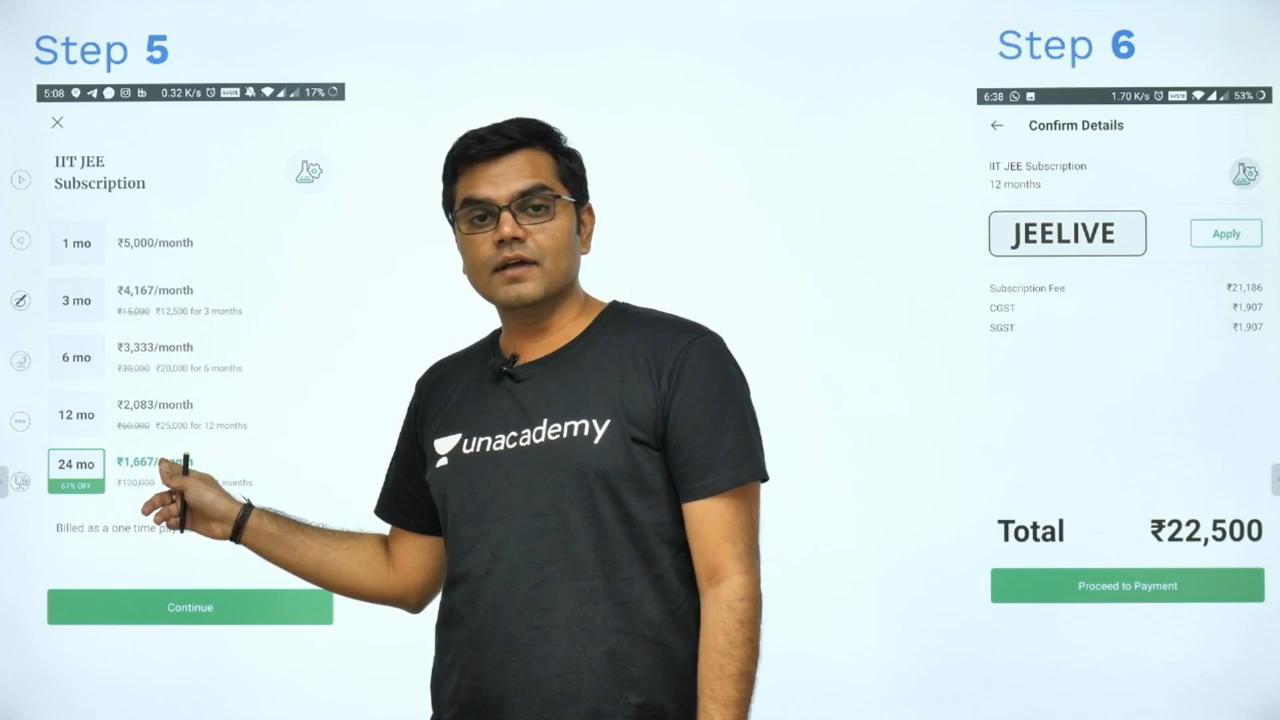 Step 5
5:08 0.32 K/s 17%
IIT JEE
Subscription
1 mo ₹5,000/month
3 mo ₹4,167/month
₹15,000 ₹12,500 for 3 months
6 mo ₹3,333/month
₹30,000 ₹20,000 for 6 months
12 mo ₹2,083/month
₹60,000 ₹25,000 for 12 months
24 mo ₹1,667/
67% OFF ₹120,000 months
Billed as a one time
Continue
unacademy
Step 6
6:38 1.70 K/s 53%
Confirm Details
IIT JEE Subscription
12 months
JEELIVE Apply
Subscription Fee ₹21,186
CGST ₹1,907
SGST ₹1,907
Total ₹22,500
Proceed to Payment